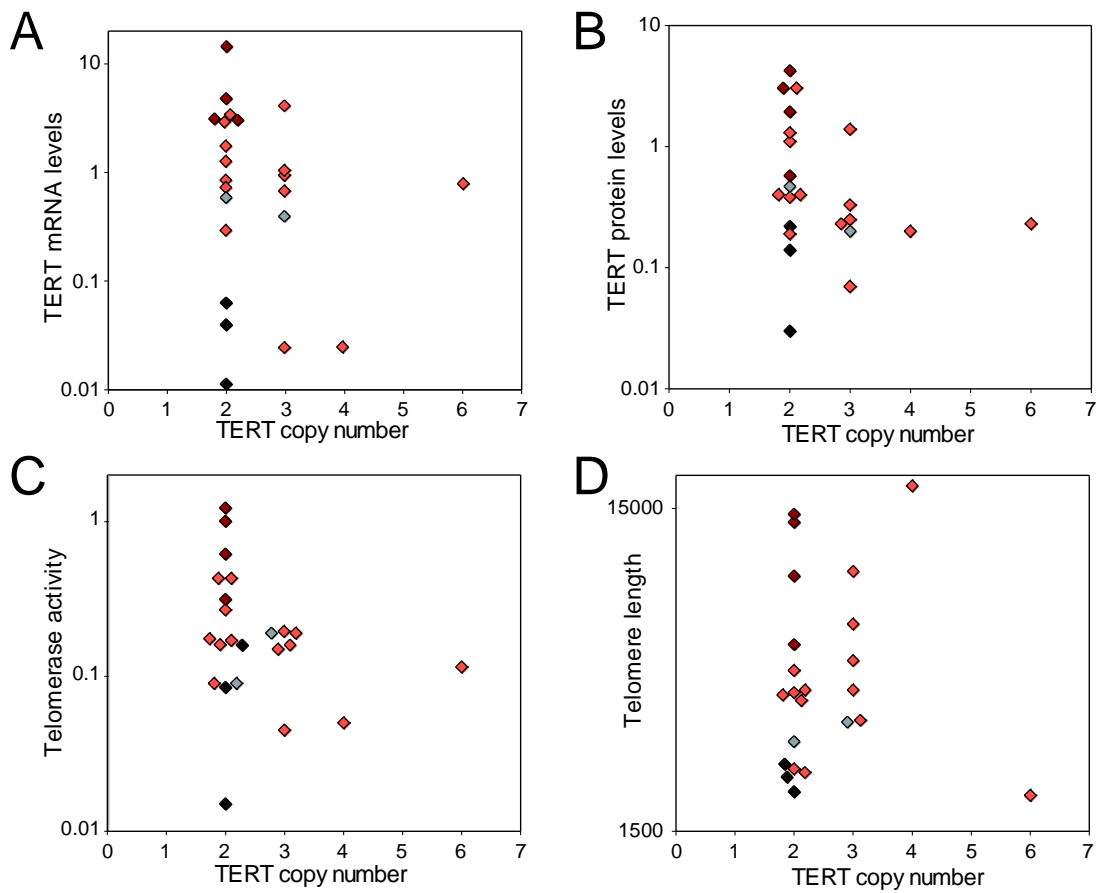 A
TERT mRNA levels
10
1
0.1
0.01
0 1 2 3 4 5 6 7
TERT copy number
B
TERT protein levels
10
1
0.1
0.01
0 1 2 3 4 5 6 7
TERT copy number
C
Telomerase activity
1
0.1
0.01
0 1 2 3 4 5 6 7
TERT copy number
D
Telomere length
15000
1500
0 1 2 3 4 5 6 7
TERT copy number